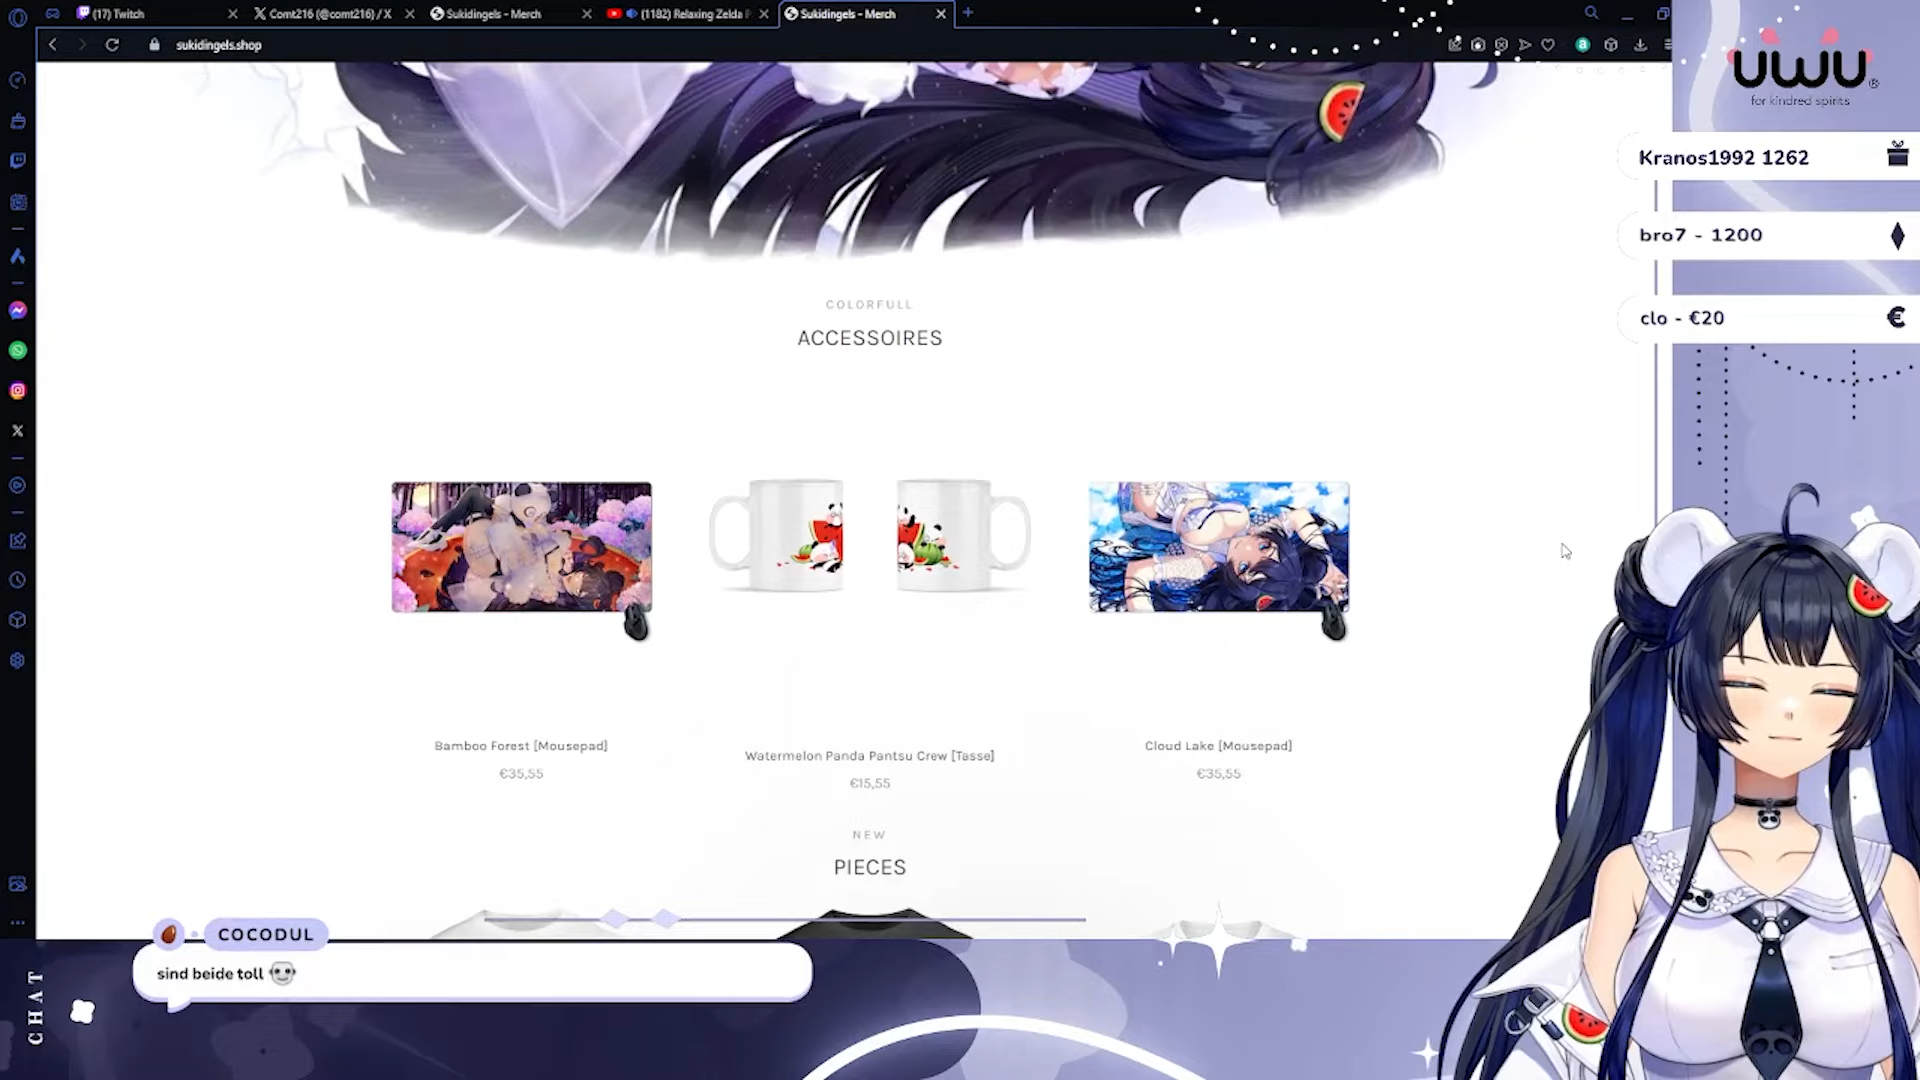 (17) Twitch
Comt216 (@comt216) / X
Sukidingels - Merch
(1182) Relaxing Zelda
Sukidingels - Merch
sukidingels.shop
a
UWU®
for kindred spirits
Kranos1992 1262
bro7 - 1200
clo - €20
€
COLORFULL
ACCESSOIRES
Bamboo Forest [Mousepad]
€35,55
Watermelon Panda Pantsu Crew [Tasse]
€15,55
Cloud Lake [Mousepad]
€35,55
NEW
PIECES
COCODUL
sind beide toll
CHAT